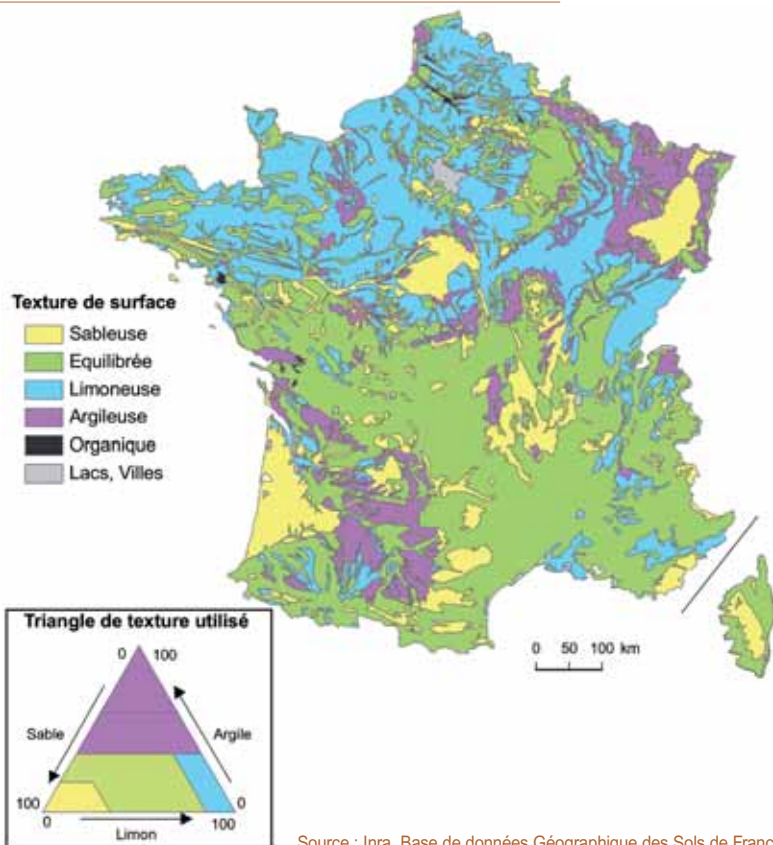 Texture de surface
Sableuse
Equilibrée
Limoneuse
Argileuse
Organique
Lacs, Villes
0 50 100 km
Triangle de texture utilisé
0 100
Sable
Argile
100
0
0
100
Limon
Source : Inra, Base de données Géographique des Sols de Franc